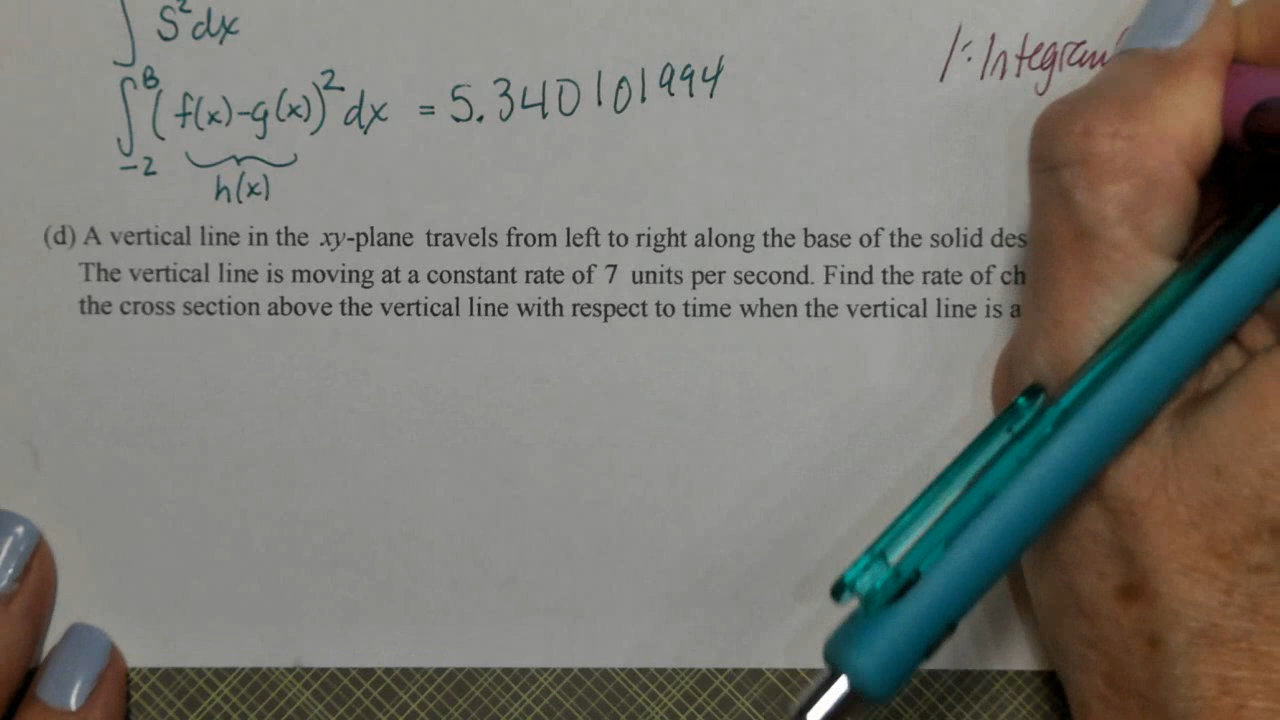 ∫ S² dx
1: Integran
∫₋₂ᴮ (f(x)-g(x))² dx = 5.340101994
h(x)
(d) A vertical line in the xy-plane travels from left to right along the base of the solid des
The vertical line is moving at a constant rate of 7 units per second. Find the rate of ch
the cross section above the vertical line with respect to time when the vertical line is a